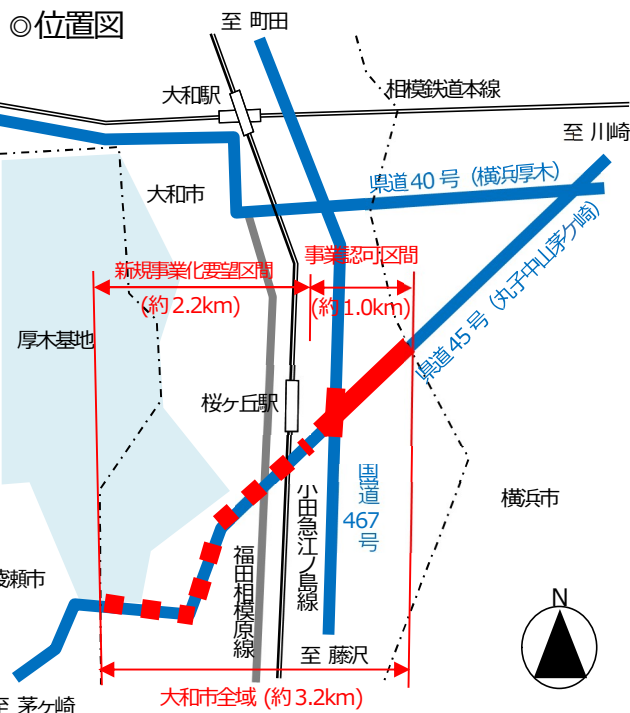 ◎位置図
至 町田
大和駅
相模鉄道本線
至 川崎
大和市
県道40号（横浜厚木）
新規事業化要望区間
(約2.2km)
事業認可区間
(約1.0km)
県道45号（丸子中山茅ケ崎）
厚木基地
桜ヶ丘駅
国道
467
号
横浜市
小田急江ノ島線
福田相模原線
綾瀬市
至 藤沢
N
大和市全域 (約3.2km)
至 茅ヶ崎